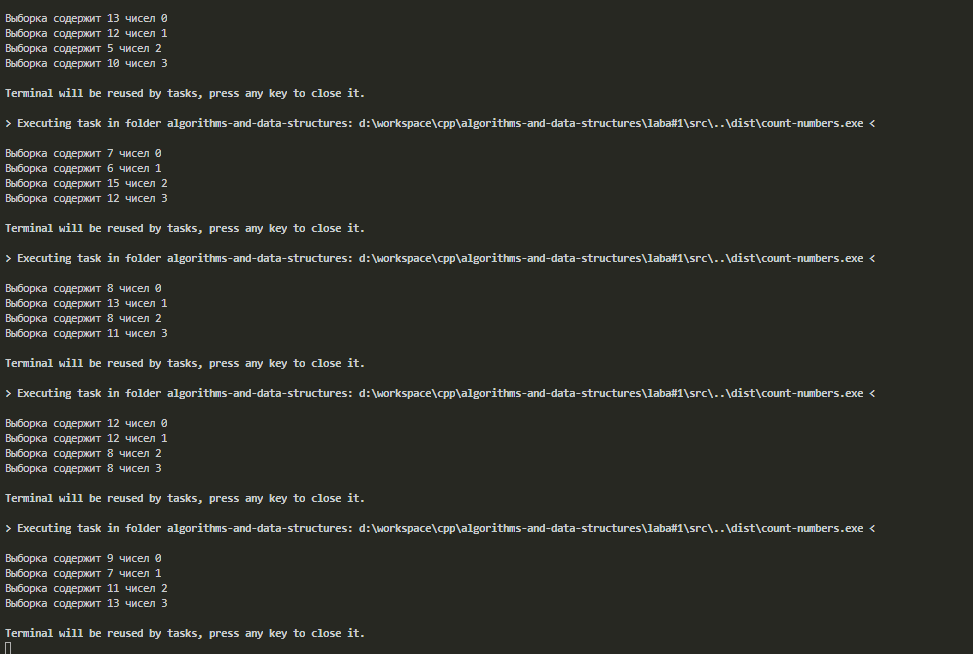 Выборка содержит 13 чисел 0
Выборка содержит 12 чисел 1
Выборка содержит 5 чисел 2
Выборка содержит 10 чисел 3
Terminal will be reused by tasks, press any key to close it.
> Executing task in folder algorithms-and-data-structures: d:\workspace\cpp\algorithms-and-data-structures\laba#1\src\..\dist\count-numbers.exe <
Выборка содержит 7 чисел 0
Выборка содержит 6 чисел 1
Выборка содержит 15 чисел 2
Выборка содержит 12 чисел 3
Terminal will be reused by tasks, press any key to close it.
> Executing task in folder algorithms-and-data-structures: d:\workspace\cpp\algorithms-and-data-structures\laba#1\src\..\dist\count-numbers.exe <
Выборка содержит 8 чисел 0
Выборка содержит 13 чисел 1
Выборка содержит 8 чисел 2
Выборка содержит 11 чисел 3
Terminal will be reused by tasks, press any key to close it.
> Executing task in folder algorithms-and-data-structures: d:\workspace\cpp\algorithms-and-data-structures\laba#1\src\..\dist\count-numbers.exe <
Выборка содержит 12 чисел 0
Выборка содержит 12 чисел 1
Выборка содержит 8 чисел 2
Выборка содержит 8 чисел 3
Terminal will be reused by tasks, press any key to close it.
> Executing task in folder algorithms-and-data-structures: d:\workspace\cpp\algorithms-and-data-structures\laba#1\src\..\dist\count-numbers.exe <
Выборка содержит 9 чисел 0
Выборка содержит 7 чисел 1
Выборка содержит 11 чисел 2
Выборка содержит 13 чисел 3
Terminal will be reused by tasks, press any key to close it.